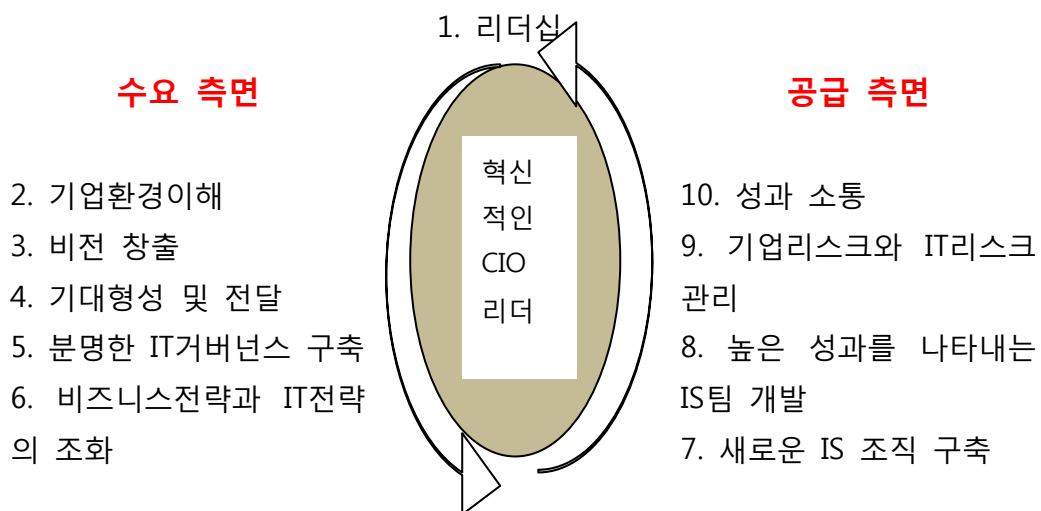 1. 리더십
수요 측면
2. 기업환경이해
3. 비전 창출
4. 기대형성 및 전달
5. 분명한 IT거버넌스 구축
6. 비즈니스전략과 IT전략
의 조화
혁신
적인
CIO
리더
공급 측면
10. 성과 소통
9. 기업리스크와 IT리스크
관리
8. 높은 성과를 나타내는
IS팀 개발
7. 새로운 IS 조직 구축